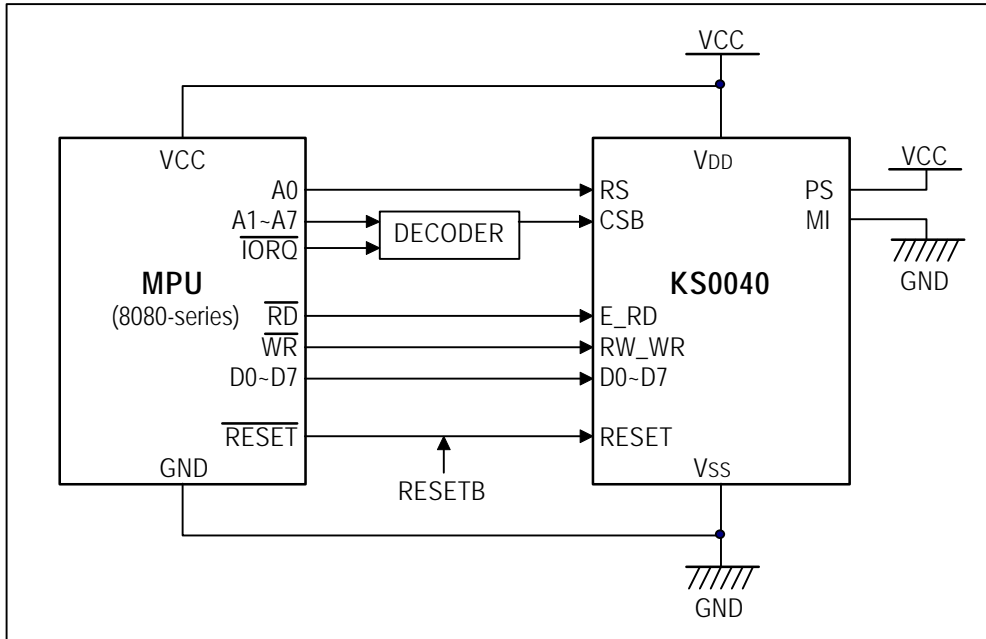 VCC
VCC
VDD
VCC
A0
RS
PS
A1~A7
DECODER
CSB
MI
IORQ
MPU
(8080-series)
KS0040
GND
RD
E_RD
WR
RW_WR
D0~D7
D0~D7
RESET
RESET
GND
RESETB
VSS
GND